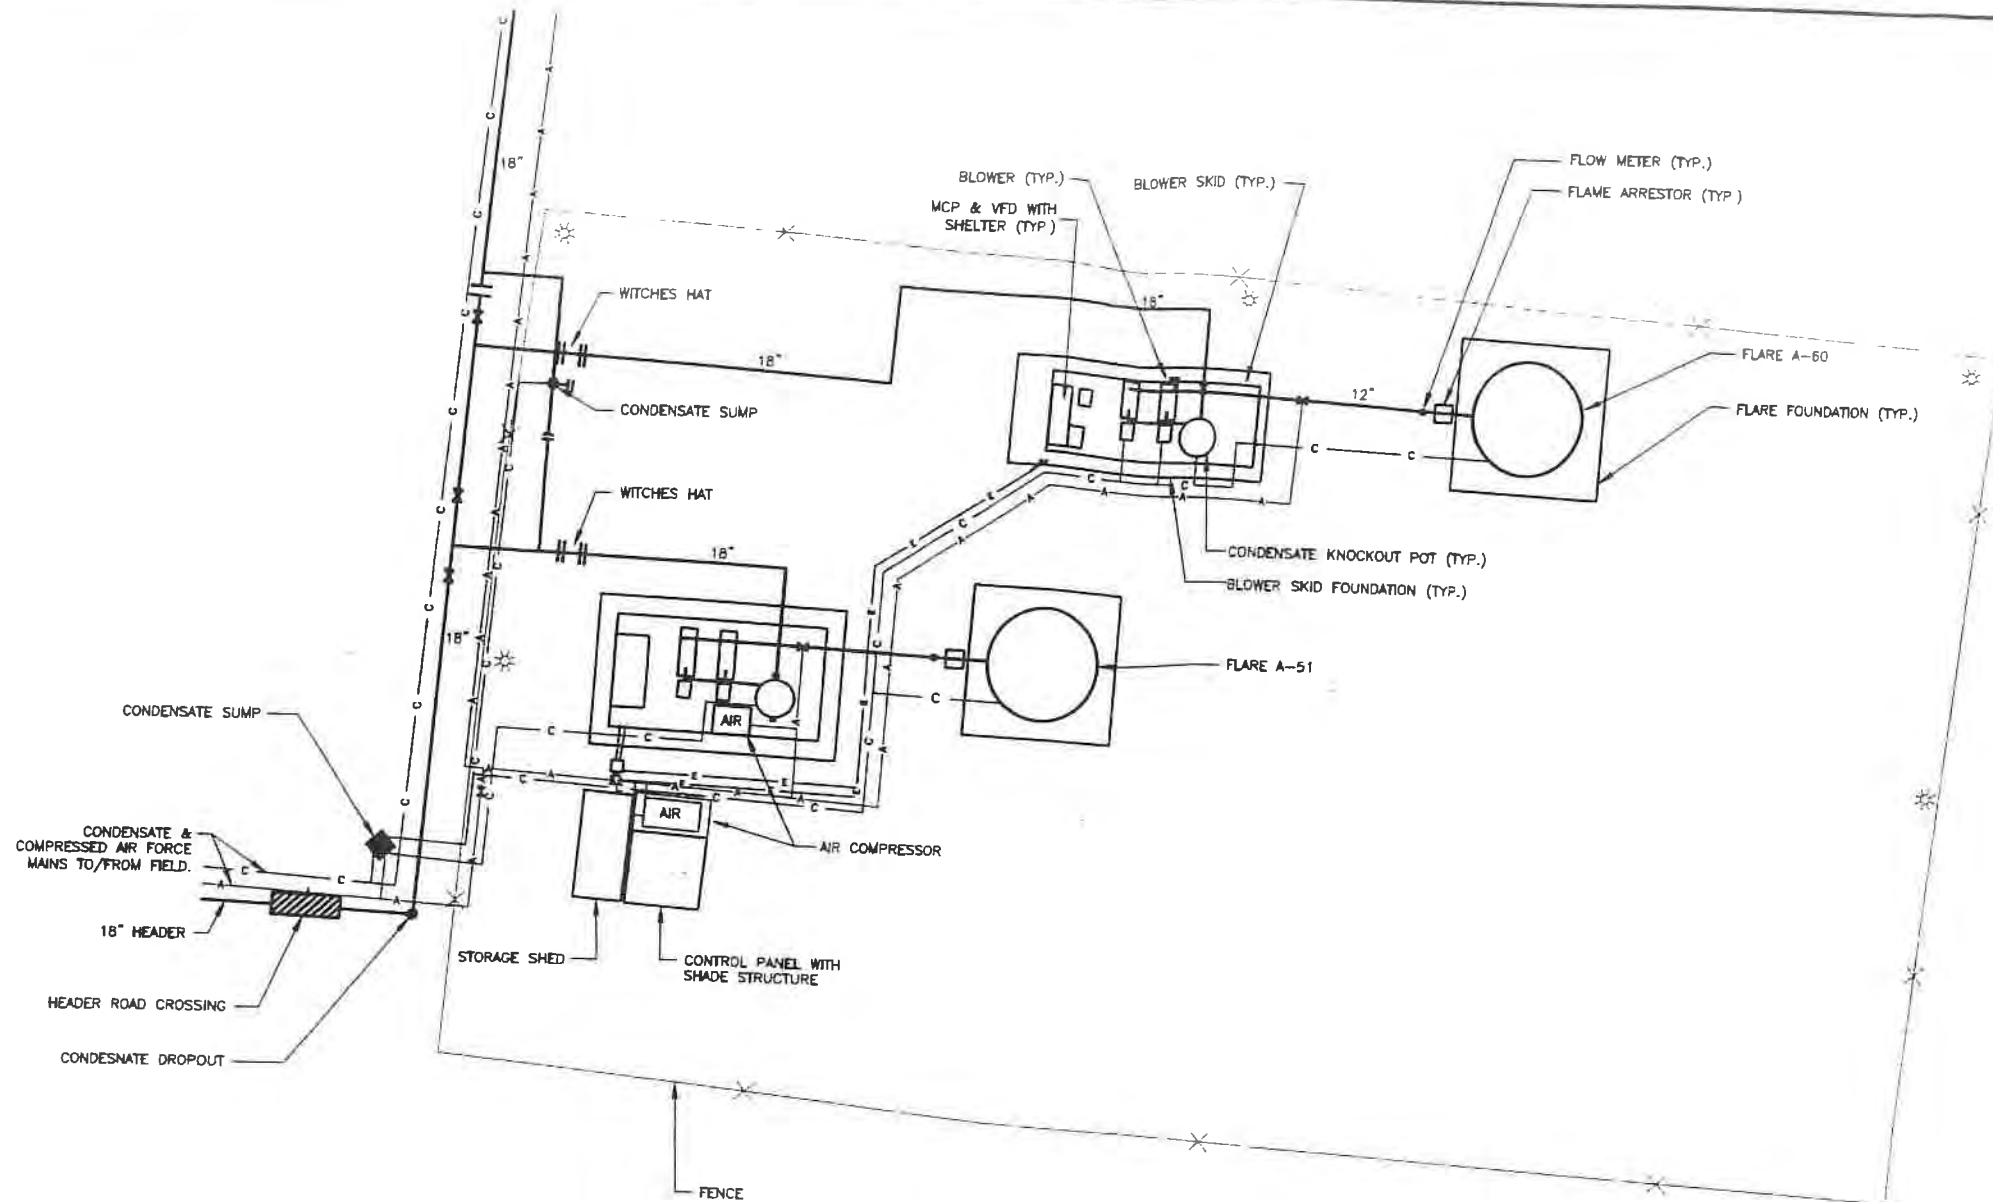 18"
FLOW METER (TYP.)
BLOWER (TYP.)
BLOWER SKID (TYP.)
FLAME ARRESTOR (TYP )
MCP & VFD WITH
SHELTER (TYP )
WITCHES HAT
18"
18"
FLARE A-60
12"
CONDENSATE SUMP
FLARE FOUNDATION (TYP.)
WITCHES HAT
18"
CONDENSATE KNOCKOUT POT (TYP.)
BLOWER SKID FOUNDATION (TYP.)
18"
FLARE A-51
CONDENSATE SUMP
AIR
AIR
CONDENSATE &
COMPRESSED AIR FORCE
MAINS TO/FROM FIELD.
AIR COMPRESSOR
18" HEADER
STORAGE SHED
CONTROL PANEL WITH
SHADE STRUCTURE
HEADER ROAD CROSSING
CONDESNATE DROPOUT
FENCE